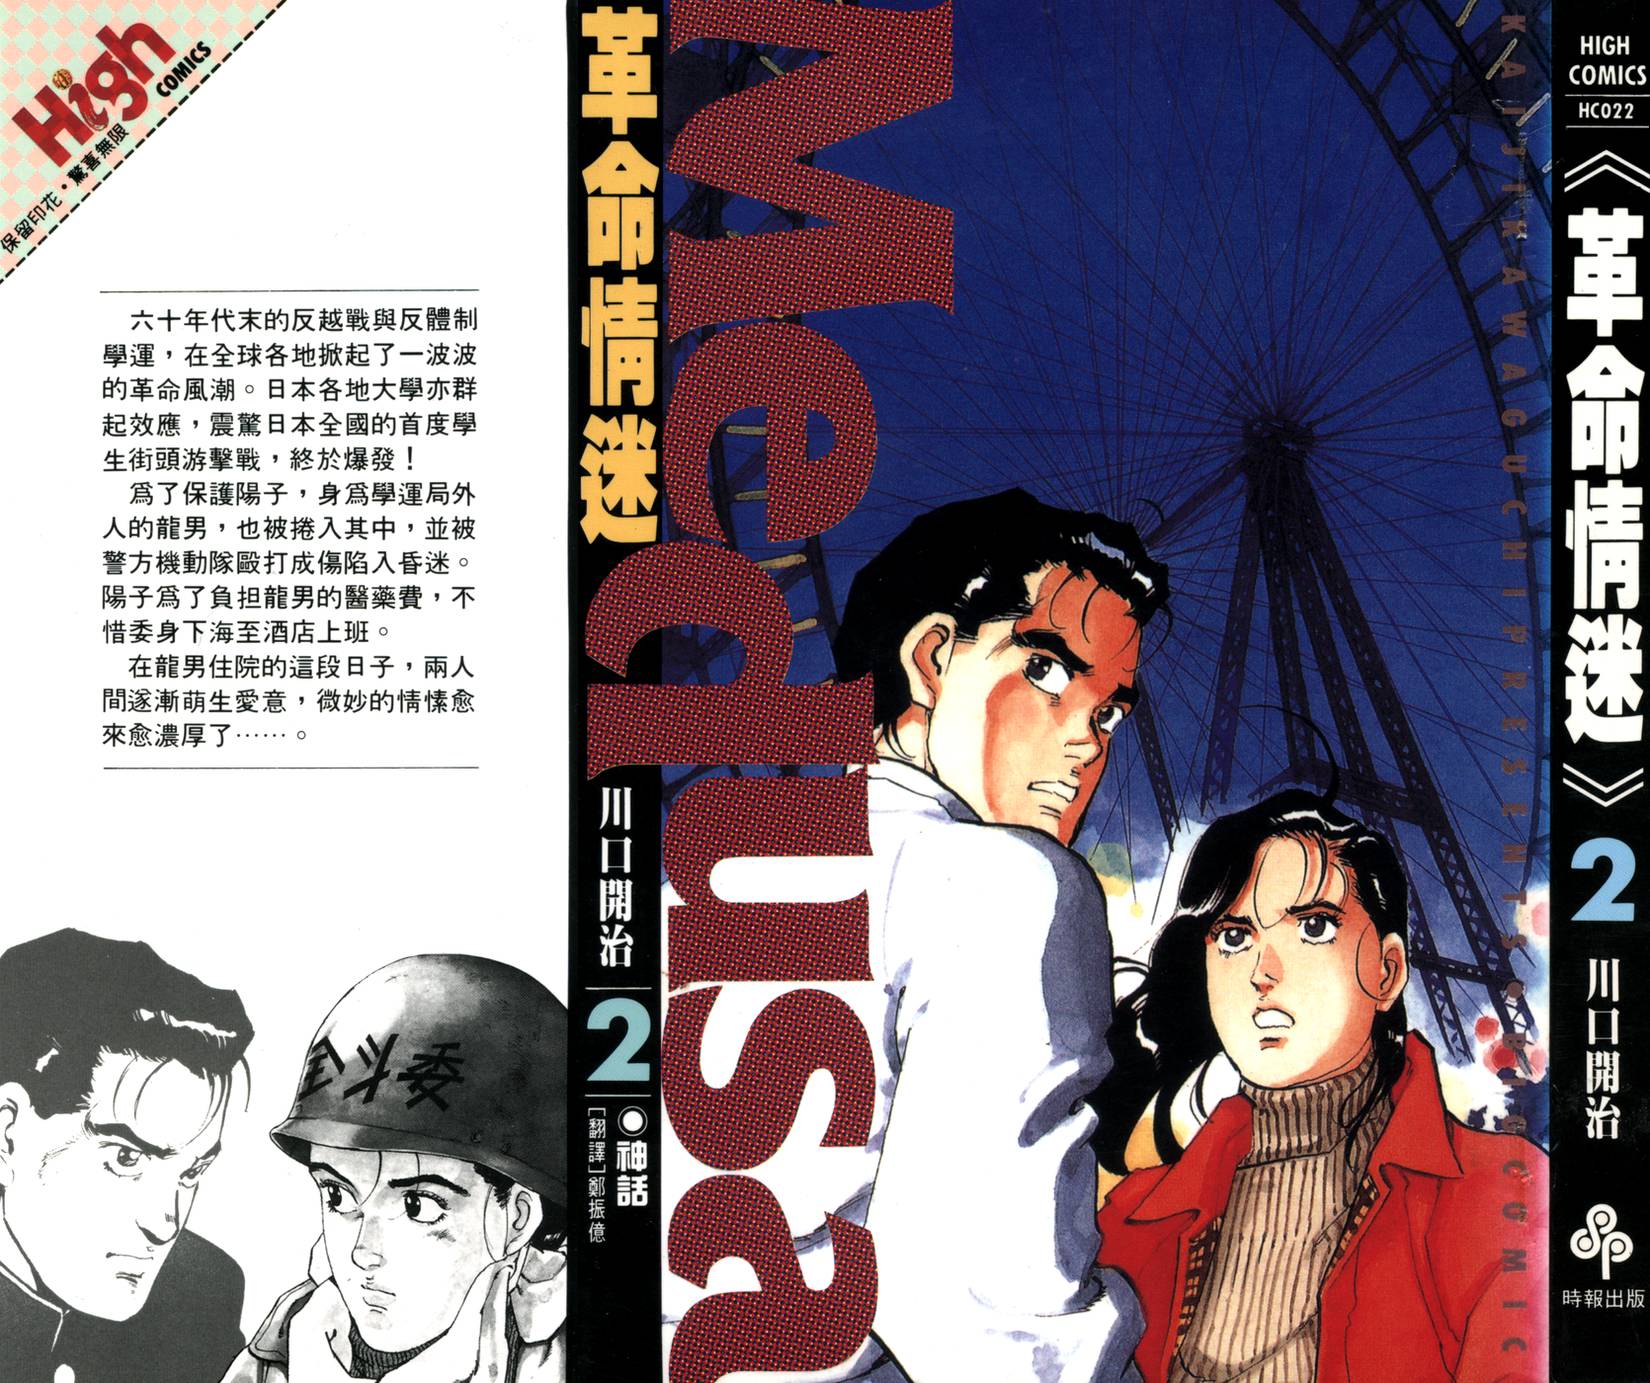 High
COMICS
保留印花•驚喜無限
六十年代末的反越戰與反體制
學運，在全球各地掀起了一波波
的革命風潮。日本各地大學亦群
起效應，震驚日本全國的首度學
生街頭游擊戰，終於爆發！
爲了保護陽子，身爲學運局外
人的龍男，也被捲入其中，並被
警方機動隊毆打成傷陷入昏迷。
陽子爲了負担龍男的醫藥費，不
惜委身下海至酒店上班。
在龍男住院的這段日子，兩人
間遂漸萌生愛意，微妙的情愫愈
來愈濃厚了……。
全斗委
革命情迷
川口開治
2
◉神話
[翻譯]鄭振億
Medusa
KAIJI KAWAGUCHI PRESENTS•BIG COMIC
HIGH
COMICS
HC022
《革命情迷》
2
川口開治
時報出版